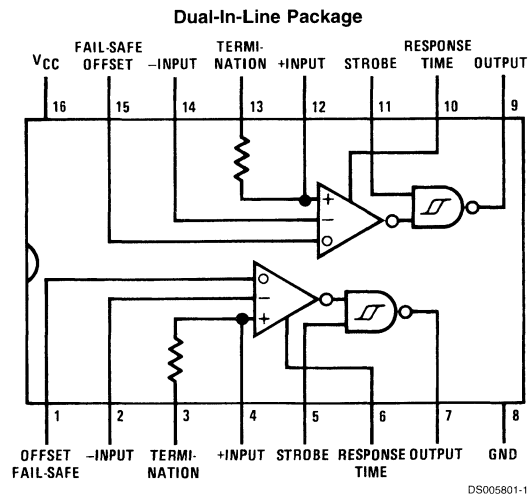 Dual-In-Line Package
FAIL-SAFE TERMI- RESPONSE
VCC OFFSET –INPUT NATION +INPUT STROBE TIME OUTPUT
16 15 14 13 12 11 10 9
+
–
+
–
1 2 3 4 5 6 7 8
OFFSET –INPUT TERMI- +INPUT STROBE RESPONSE OUTPUT GND
FAIL-SAFE NATION TIME
DS005801-1